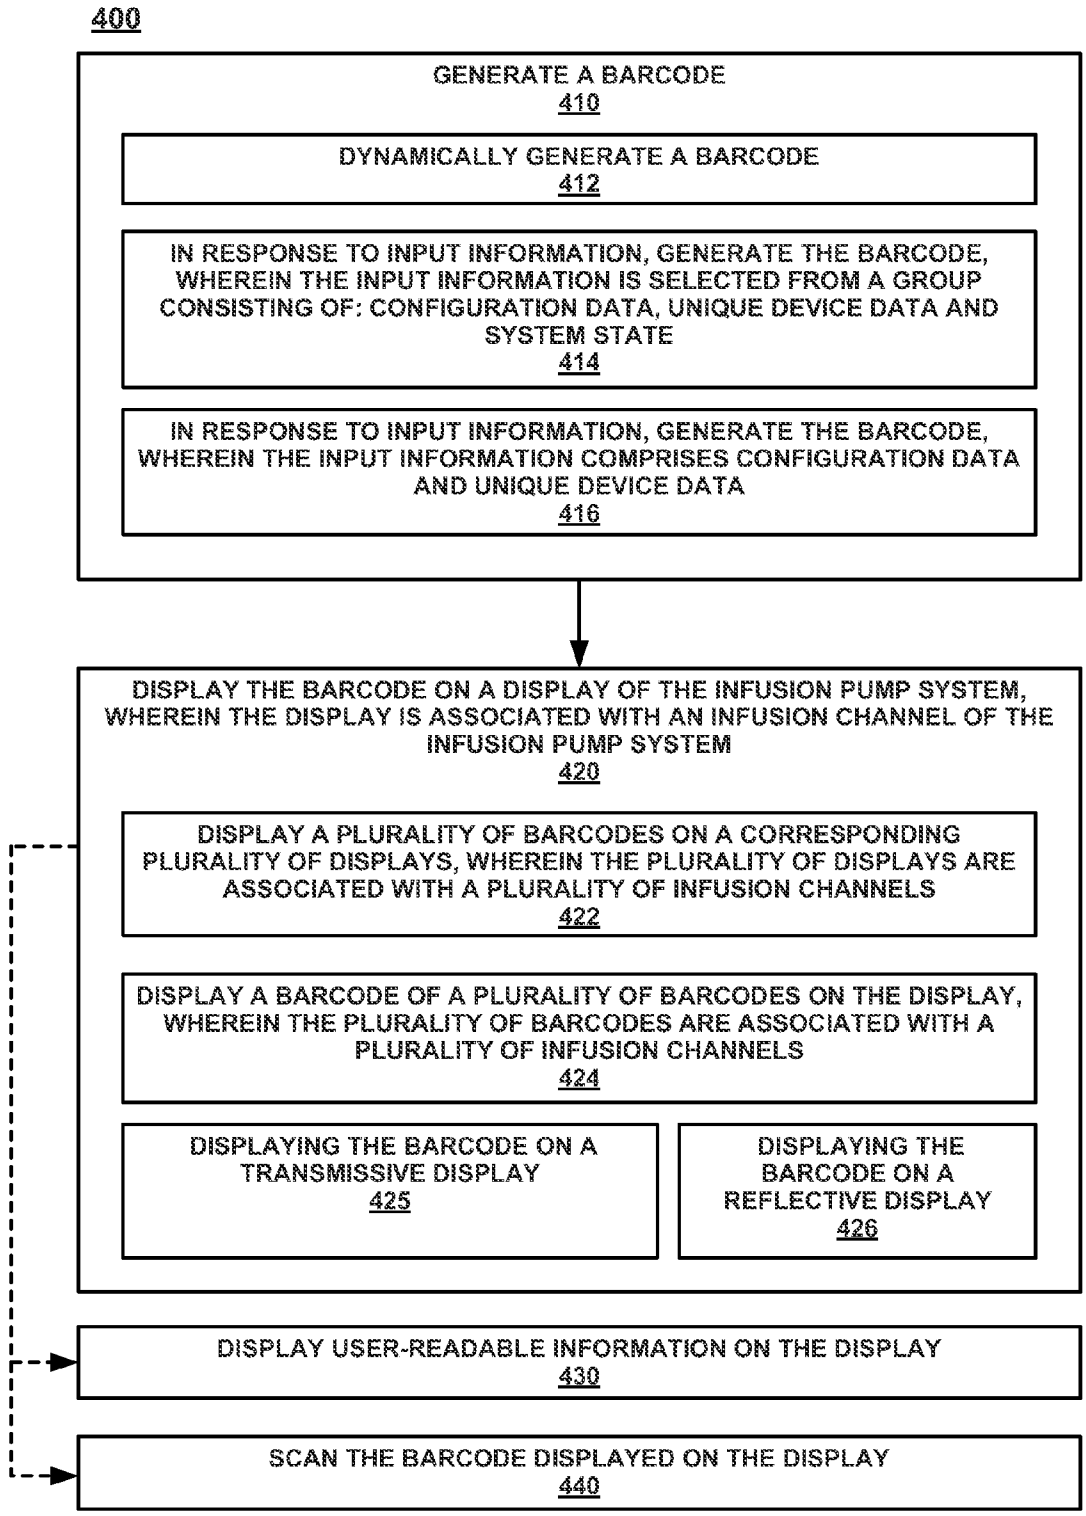 400
GENERATE A BARCODE
410
DYNAMICALLY GENERATE A BARCODE
412
IN RESPONSE TO INPUT INFORMATION, GENERATE THE BARCODE,
WHEREIN THE INPUT INFORMATION IS SELECTED FROM A GROUP
CONSISTING OF: CONFIGURATION DATA, UNIQUE DEVICE DATA AND
SYSTEM STATE
414
IN RESPONSE TO INPUT INFORMATION, GENERATE THE BARCODE,
WHEREIN THE INPUT INFORMATION COMPRISES CONFIGURATION DATA
AND UNIQUE DEVICE DATA
416
DISPLAY THE BARCODE ON A DISPLAY OF THE INFUSION PUMP SYSTEM,
WHEREIN THE DISPLAY IS ASSOCIATED WITH AN INFUSION CHANNEL OF THE
INFUSION PUMP SYSTEM
420
DISPLAY A PLURALITY OF BARCODES ON A CORRESPONDING
PLURALITY OF DISPLAYS, WHEREIN THE PLURALITY OF DISPLAYS ARE
ASSOCIATED WITH A PLURALITY OF INFUSION CHANNELS
422
DISPLAY A BARCODE OF A PLURALITY OF BARCODES ON THE DISPLAY,
WHEREIN THE PLURALITY OF BARCODES ARE ASSOCIATED WITH A
PLURALITY OF INFUSION CHANNELS
424
DISPLAYING THE BARCODE ON A
TRANSMISSIVE DISPLAY
425
DISPLAYING THE
BARCODE ON A
REFLECTIVE DISPLAY
426
DISPLAY USER-READABLE INFORMATION ON THE DISPLAY
430
SCAN THE BARCODE DISPLAYED ON THE DISPLAY
440